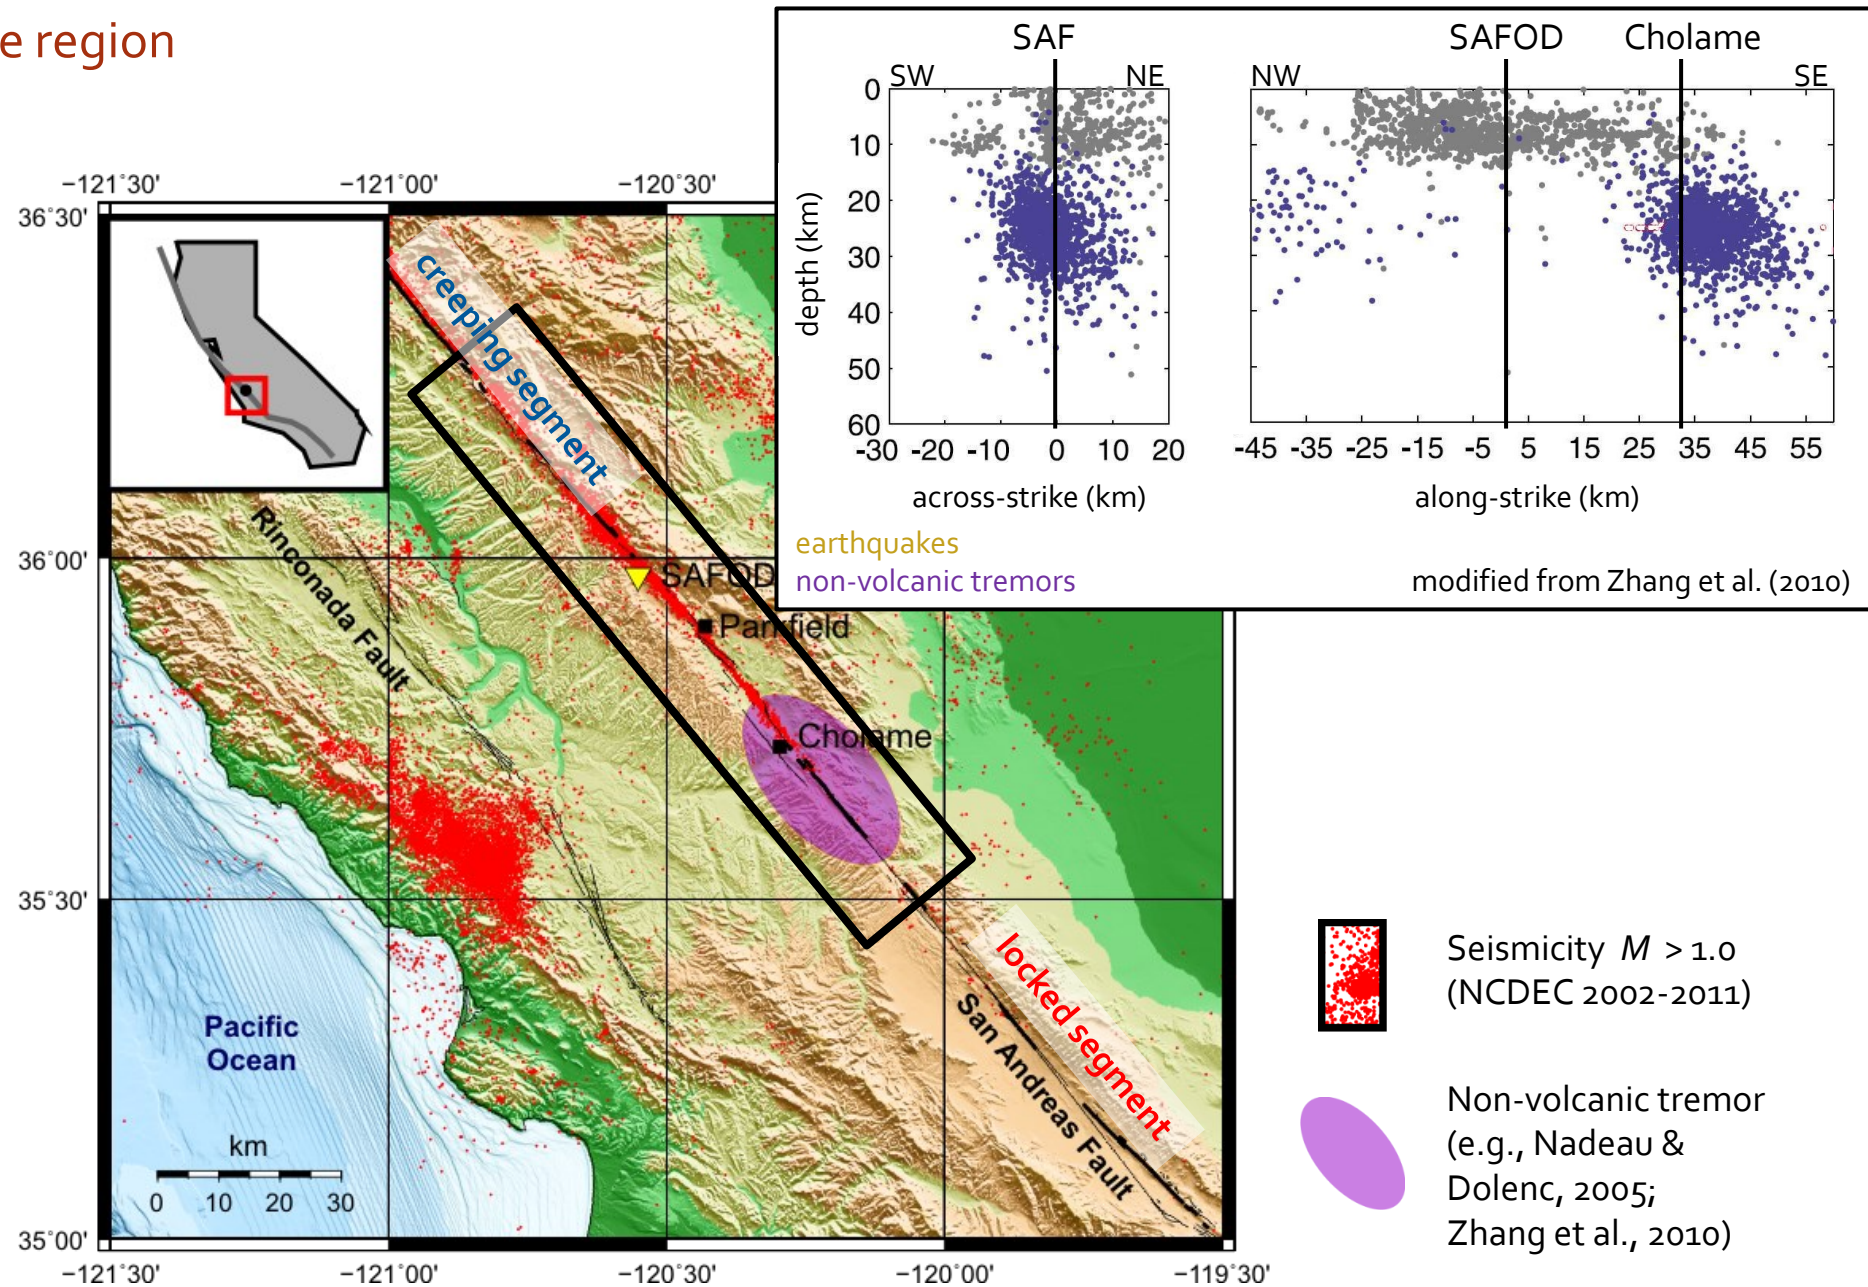 e region
SAF
SAFOD
Cholame
SW
NE
NW
SE
0
10
20
30
40
50
60
depth (km)
-30 -20 -10 0 10 20
-45 -35 -25 -15 -5 5 15 25 35 45 55
across-strike (km)
along-strike (km)
earthquakes
non-volcanic tremors
modified from Zhang et al. (2010)
−121˚30'
−121˚00'
−120˚30'
36˚30'
36˚00'
35˚30'
35˚00'
creeping segment
Rinconada Fault
SAFOD
Parkfield
Cholame
locked segment
San Andreas Fault
Pacific
Ocean
km
0 10 20 30
−121˚30'
−121˚00'
−120˚30'
−120˚00'
−119˚30'
Seismicity M > 1.0
(NCDEC 2002-2011)
Non-volcanic tremor
(e.g., Nadeau &
Dolenc, 2005;
Zhang et al., 2010)